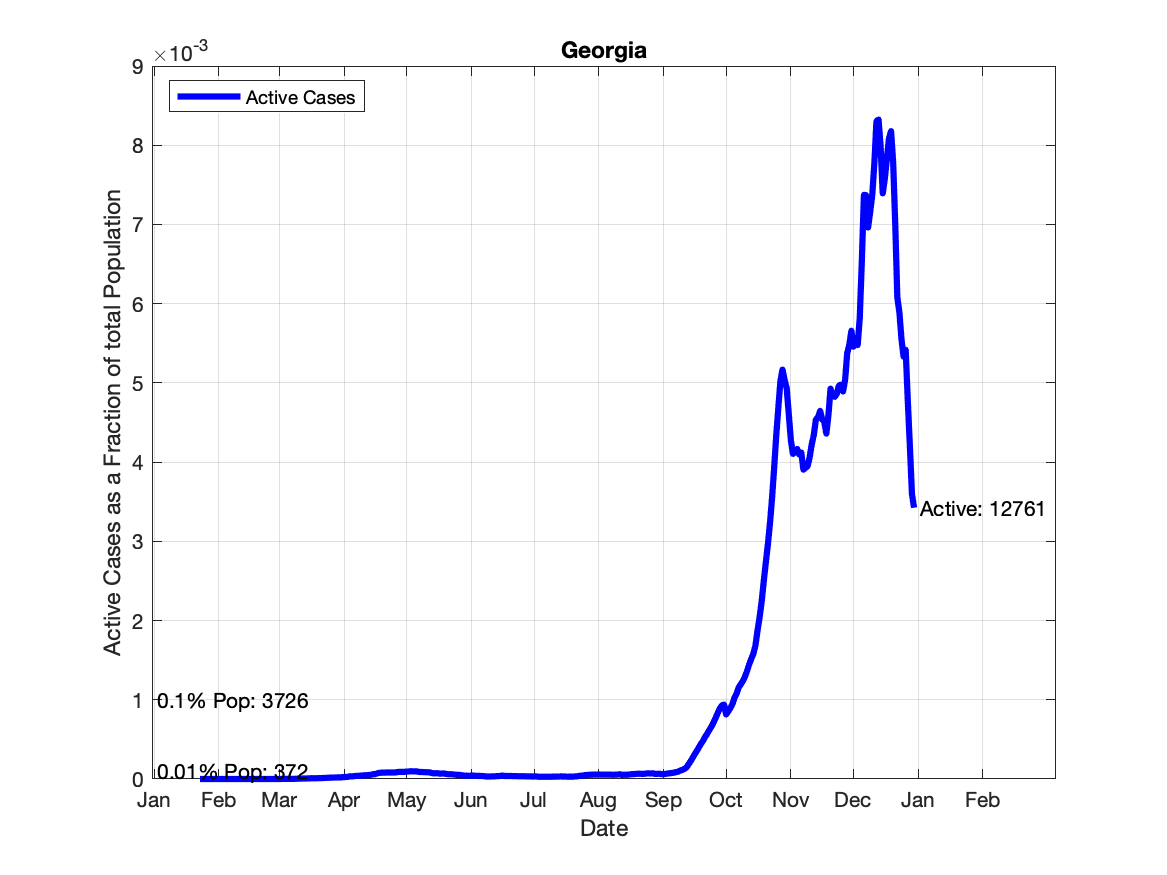 Georgia
×10-3
9
8
7
6
5
4
3
2
1
0
Active Cases as a Fraction of total Population
Active Cases
Active: 12761
0.1% Pop: 3726
0.01% Pop: 372
Jan Feb Mar Apr May Jun Jul Aug Sep Oct Nov Dec Jan Feb
Date